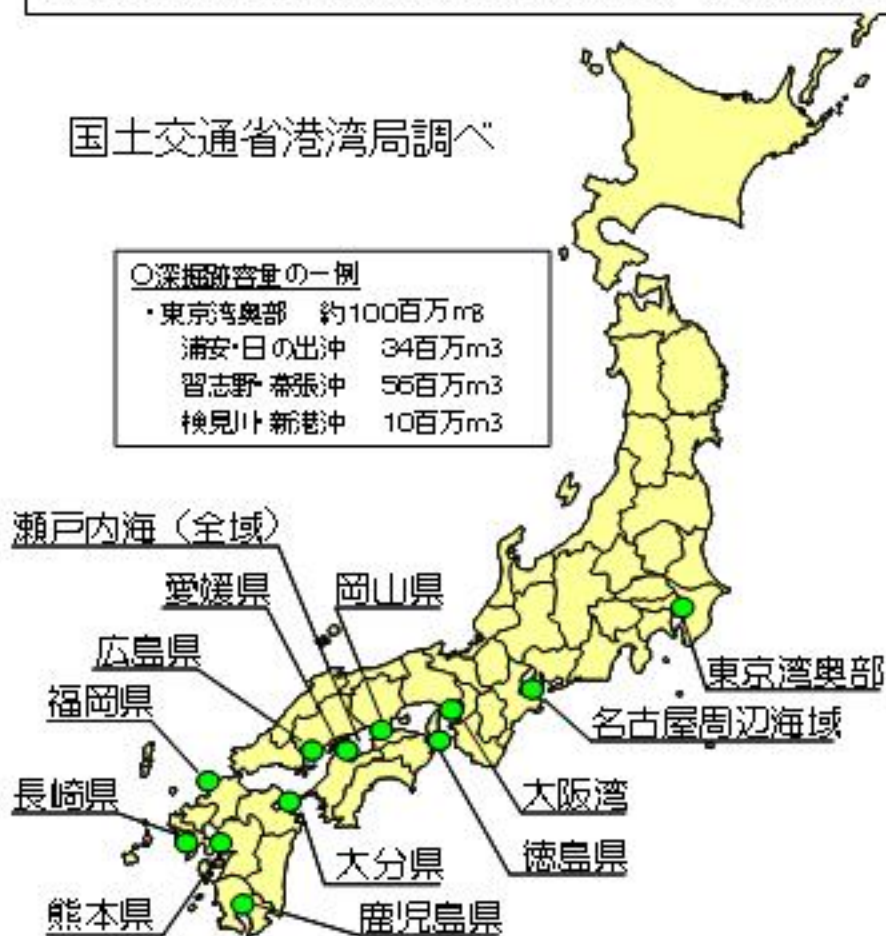 国土交通省港湾局調べ
○深掘跡容量の一例
・東京湾奥部 約100百万m3
浦安・日の出沖 34百万m3
習志野・幕張沖 56百万m3
検見川・新港沖 10百万m3
瀬戸内海（全域）
愛媛県
岡山県
広島県
福岡県
長崎県
熊本県
大分県
鹿児島県
徳島県
大阪湾
名古屋周辺海域
東京湾奥部